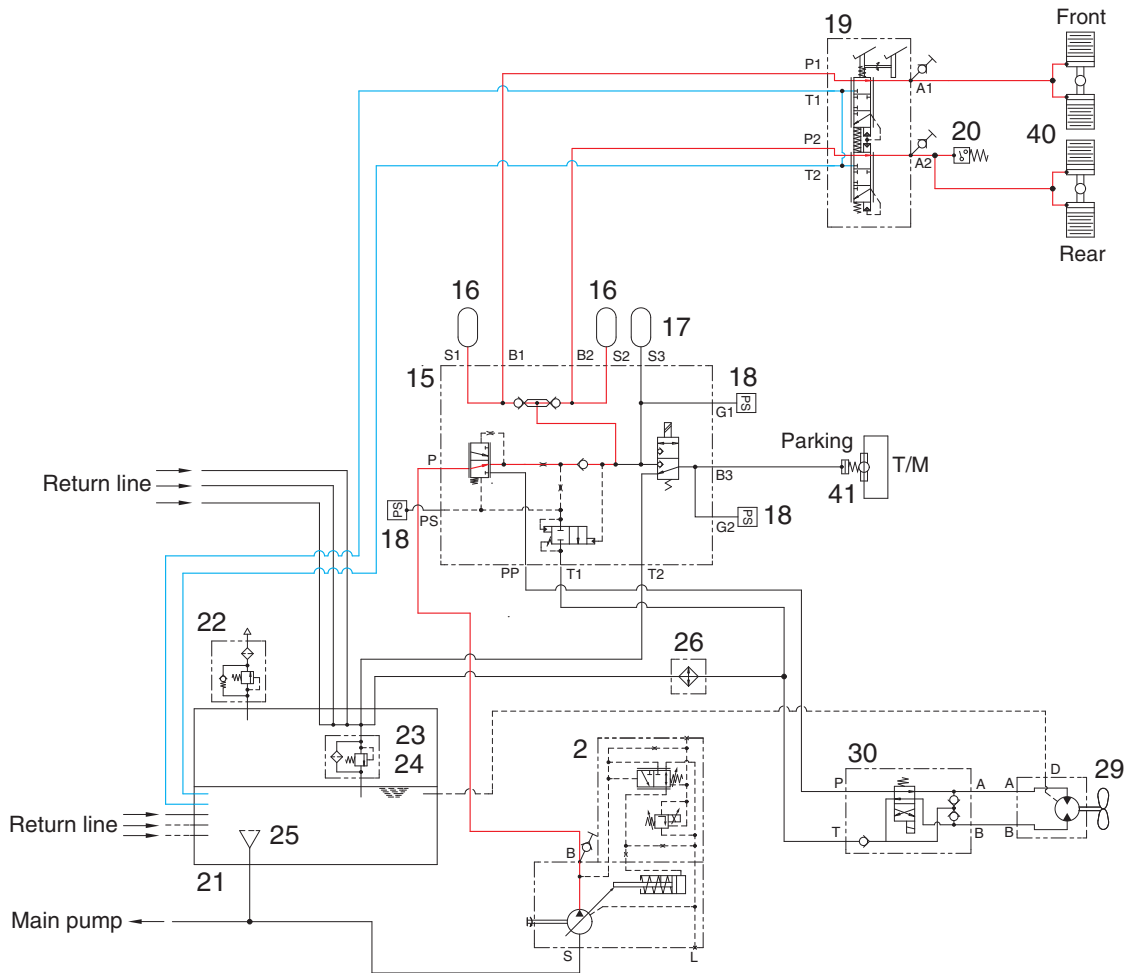 Front
19
P1
A1
T1
P2
20
40
A2
T2
Rear
16
16
17
S1
B1
B2
S2
S3
15
18
PS
G1
Parking
T/M
P
B3
41
Return line
PS
18
PS
PS
18
G2
PP
T1
T2
22
26
23
24
2
30
D
29
P
A
A
Return line
25
T
B
B
B
21
Main pump
S
L